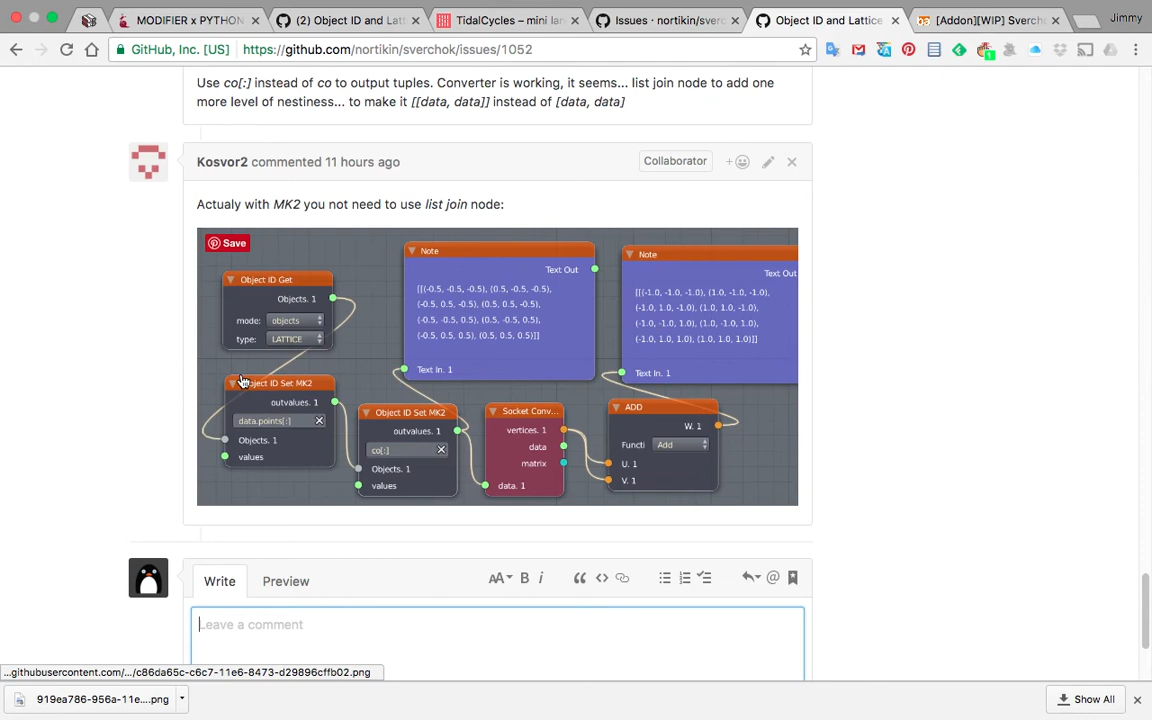 MODIFIER x PYTHON
(2) Object ID and Latt
TidalCycles – mini lan
Issues · nortikin/sverc
Object ID and Lattice
[Addon][WIP] Sverch
Jimmy
GitHub, Inc. [US]
https://github.com/nortikin/sverchok/issues/1052
Use co[:] instead of co to output tuples. Converter is working, it seems... list join node to add one
more level of nestiness... to make it [[data, data]] instead of [data, data]
Kosvor2 commented 11 hours ago
Collaborator
Actualy with MK2 you not need to use list join node:
Save
Note
Text Out
[[(-0.5, -0.5, -0.5), (0.5, -0.5, -0.5),
(-0.5, 0.5, -0.5), (0.5, 0.5, -0.5),
(-0.5, -0.5, 0.5), (0.5, -0.5, 0.5),
(-0.5, 0.5, 0.5), (0.5, 0.5, 0.5)]]
Text In. 1
Note
Text Out
[[(-1.0, -1.0, -1.0), (1.0, -1.0, -1.0),
(-1.0, 1.0, -1.0), (1.0, 1.0, -1.0),
(-1.0, -1.0, 1.0), (1.0, -1.0, 1.0),
(-1.0, 1.0, 1.0), (1.0, 1.0, 1.0)]]
Text In. 1
Object ID Get
Objects. 1
mode: objects
type: LATTICE
bject ID Set MK2
outvalues. 1
data.points[:]
Objects. 1
values
Object ID Set MK2
outvalues. 1
co[:]
Objects. 1
values
Socket Conv...
vertices. 1
data
matrix
data. 1
ADD
W. 1
Functi Add
U. 1
V. 1
Write
Preview
AA
B
i
Leave a comment
...githubusercontent.com/.../c86da65c-c6c7-11e6-8473-d29896cffb02.png
919ea786-956a-11e....png
Show All